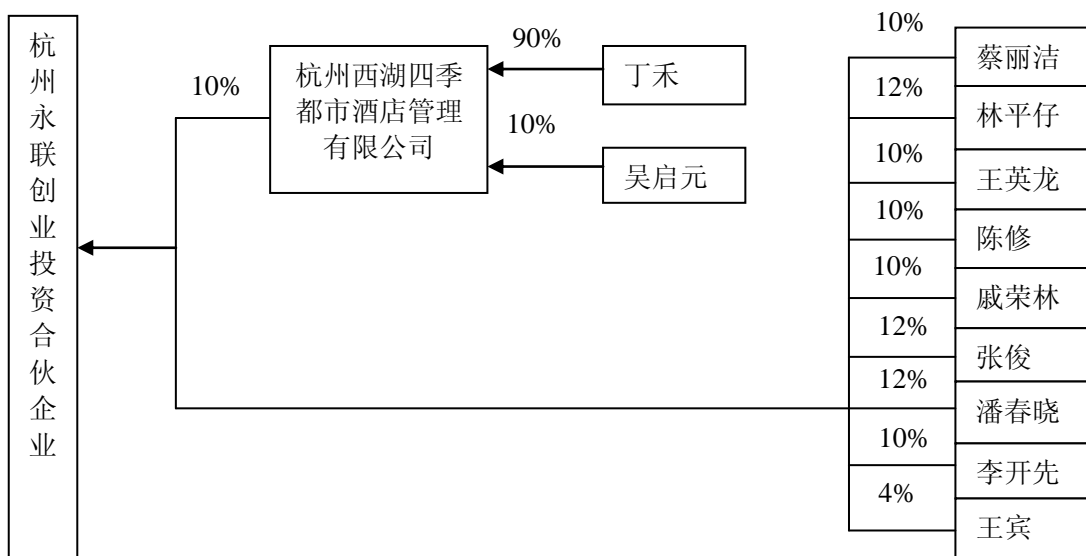 杭州永联创业投资合伙企业
10%
杭州西湖四季
都市酒店管理
有限公司
90%
丁禾
10%
吴启元
10%
蔡丽洁
12%
林平仔
10%
王英龙
10%
陈修
10%
戚荣林
12%
张俊
12%
潘春晓
10%
李开先
4%
王宾